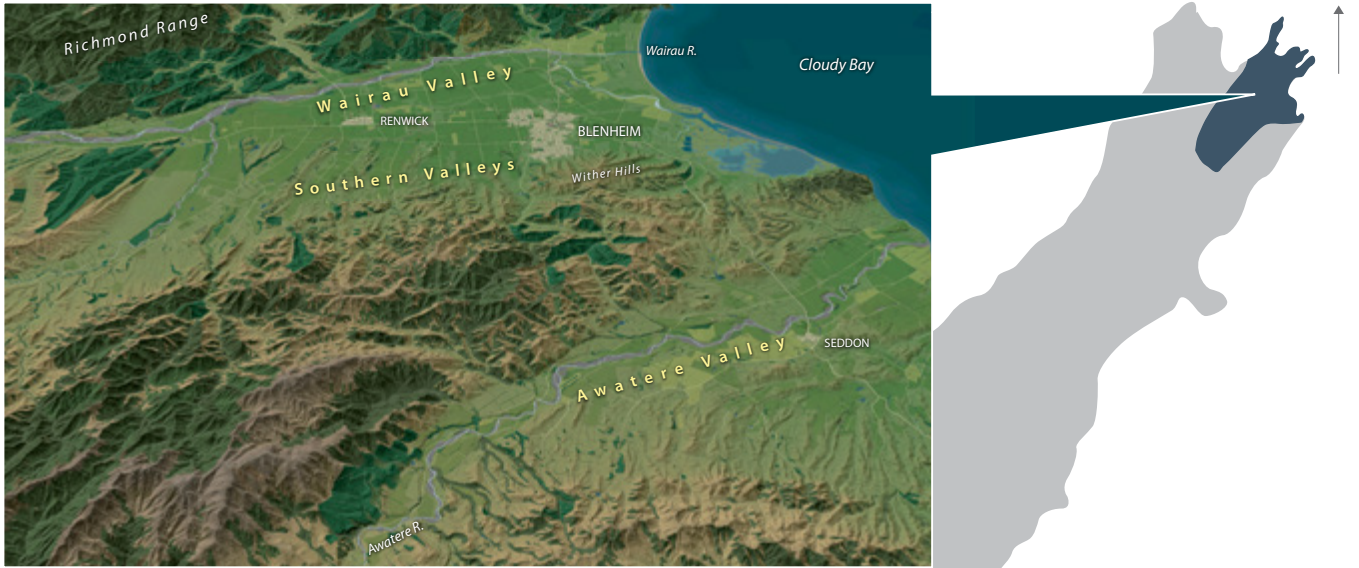 Richmond Range
Wairau R.
Cloudy Bay
Wairau Valley
RENWICK
BLENHEIM
Southern Valleys
Wither Hills
SEDDON
Awatere Valley
Awatere R.